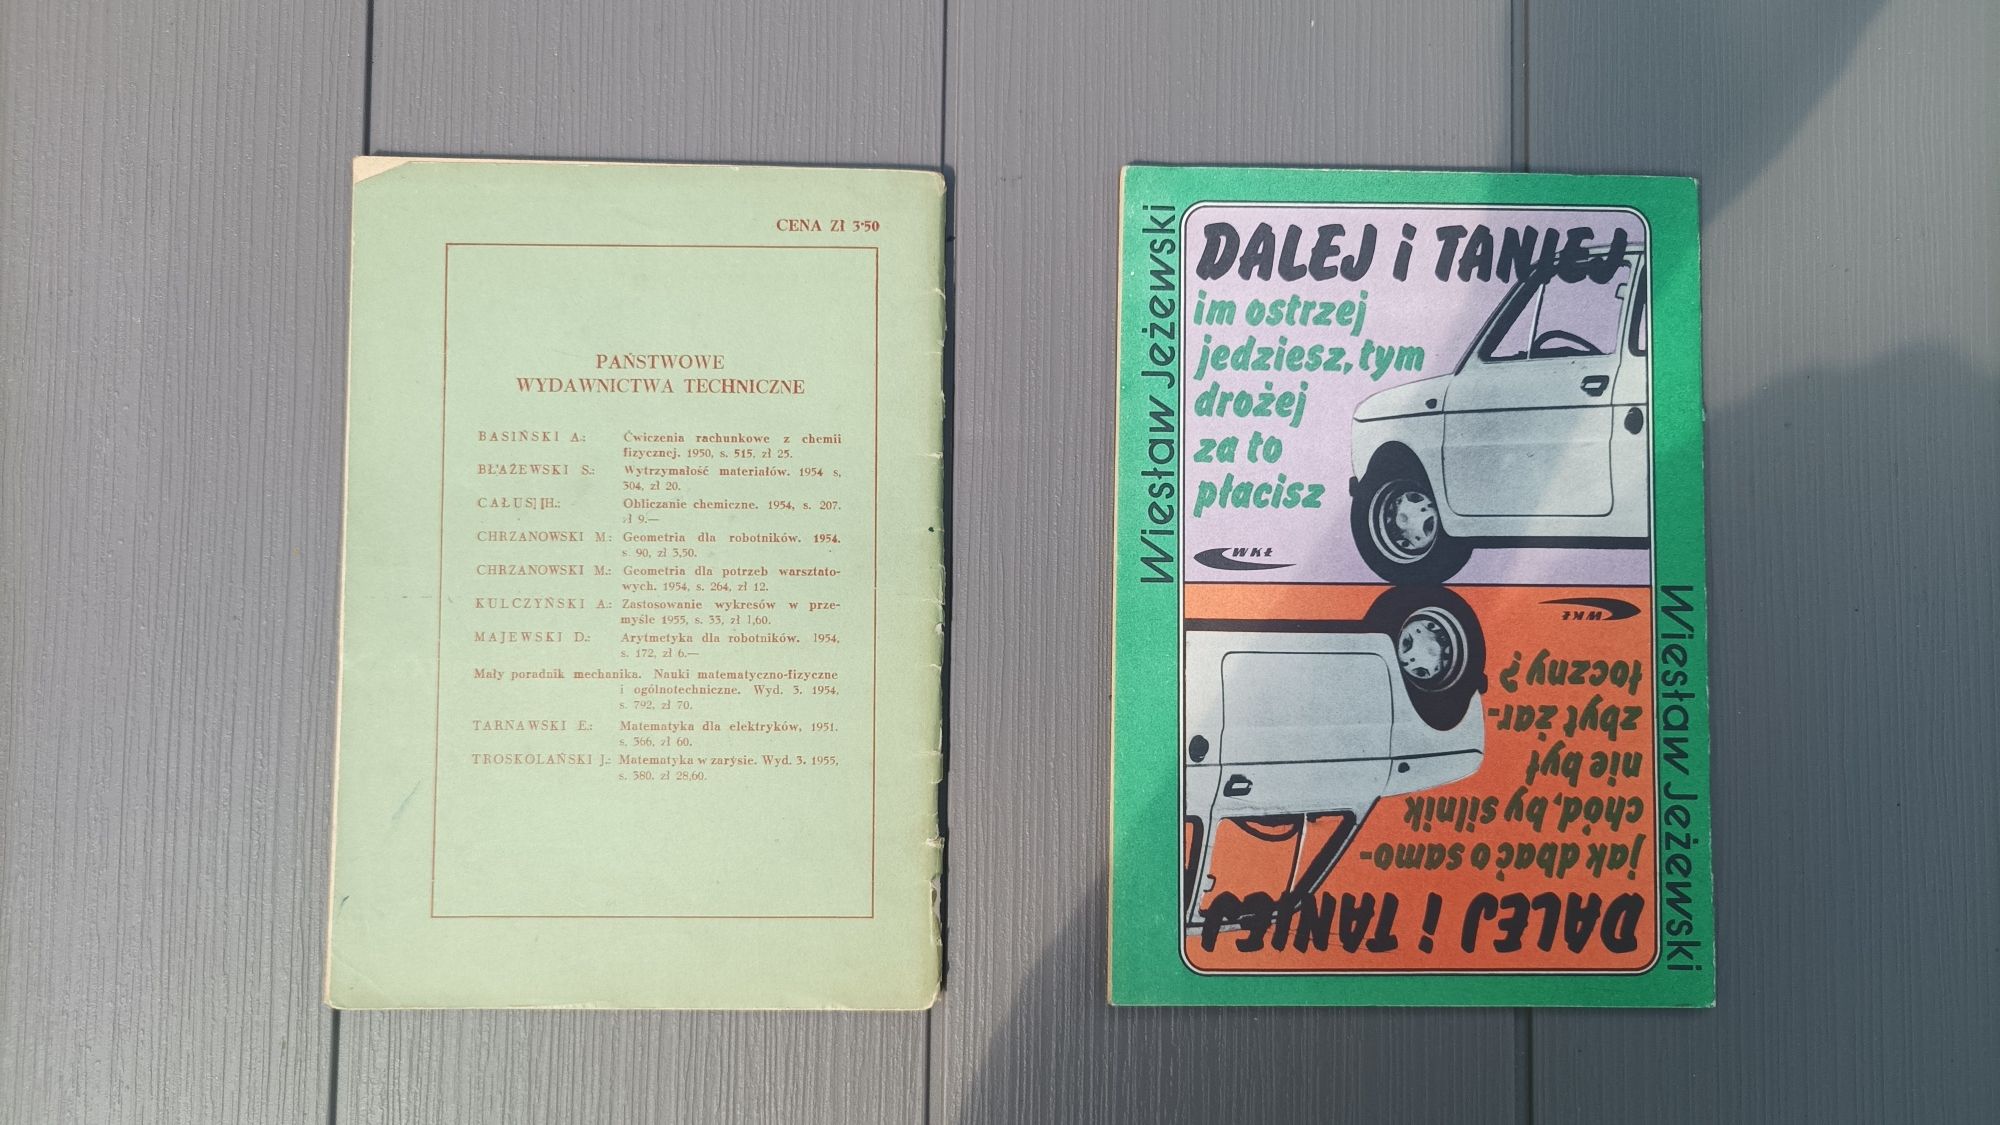 CENA ZŁ 3·50
PAŃSTWOWE
WYDAWNICTWA TECHNICZNE
BASIŃSKI A.: Ćwiczenia rachunkowe z chemii
fizycznej. 1950, s. 515, zł 25.
BŁAŻEWSKI S.: Wytrzymałość materiałów. 1954 s.
304, zł 20.
CAŁUS H.: Obliczanie chemiczne. 1954, s. 207.
zł 9.—
CHRZANOWSKI M.: Geometria dla robotników. 1954.
s. 90, zł 3,50.
CHRZANOWSKI M.: Geometria dla potrzeb warsztato-
wych. 1954, s. 264, zł 12.
KULCZYŃSKI A.: Zastosowanie wykresów w prze-
myśle 1955, s. 33, zł 1,60.
MAJEWSKI D.: Arytmetyka dla robotników. 1954,
s. 172, zł 6.—
Mały poradnik mechanika. Nauki matematyczno-fizyczne
i ogólnotechniczne. Wyd. 3. 1954,
s. 792, zł 70.
TARNAWSKI E.: Matematyka dla elektryków, 1951.
s. 366, zł 60.
TROSKOLAŃSKI J.: Matematyka w zarysie. Wyd. 3. 1955,
s. 380. zł 28,60.
Wiesław Jeżewski
DALEJ i TANIEJ
im ostrzej
jedziesz, tym
drożej
za to
płacisz
WKŁ
Wiesław Jeżewski
DALEJ i TANIEJ
jak dbać o samo-
chód, by silnik
nie był
zbyt żar-
łoczny?
WKŁ